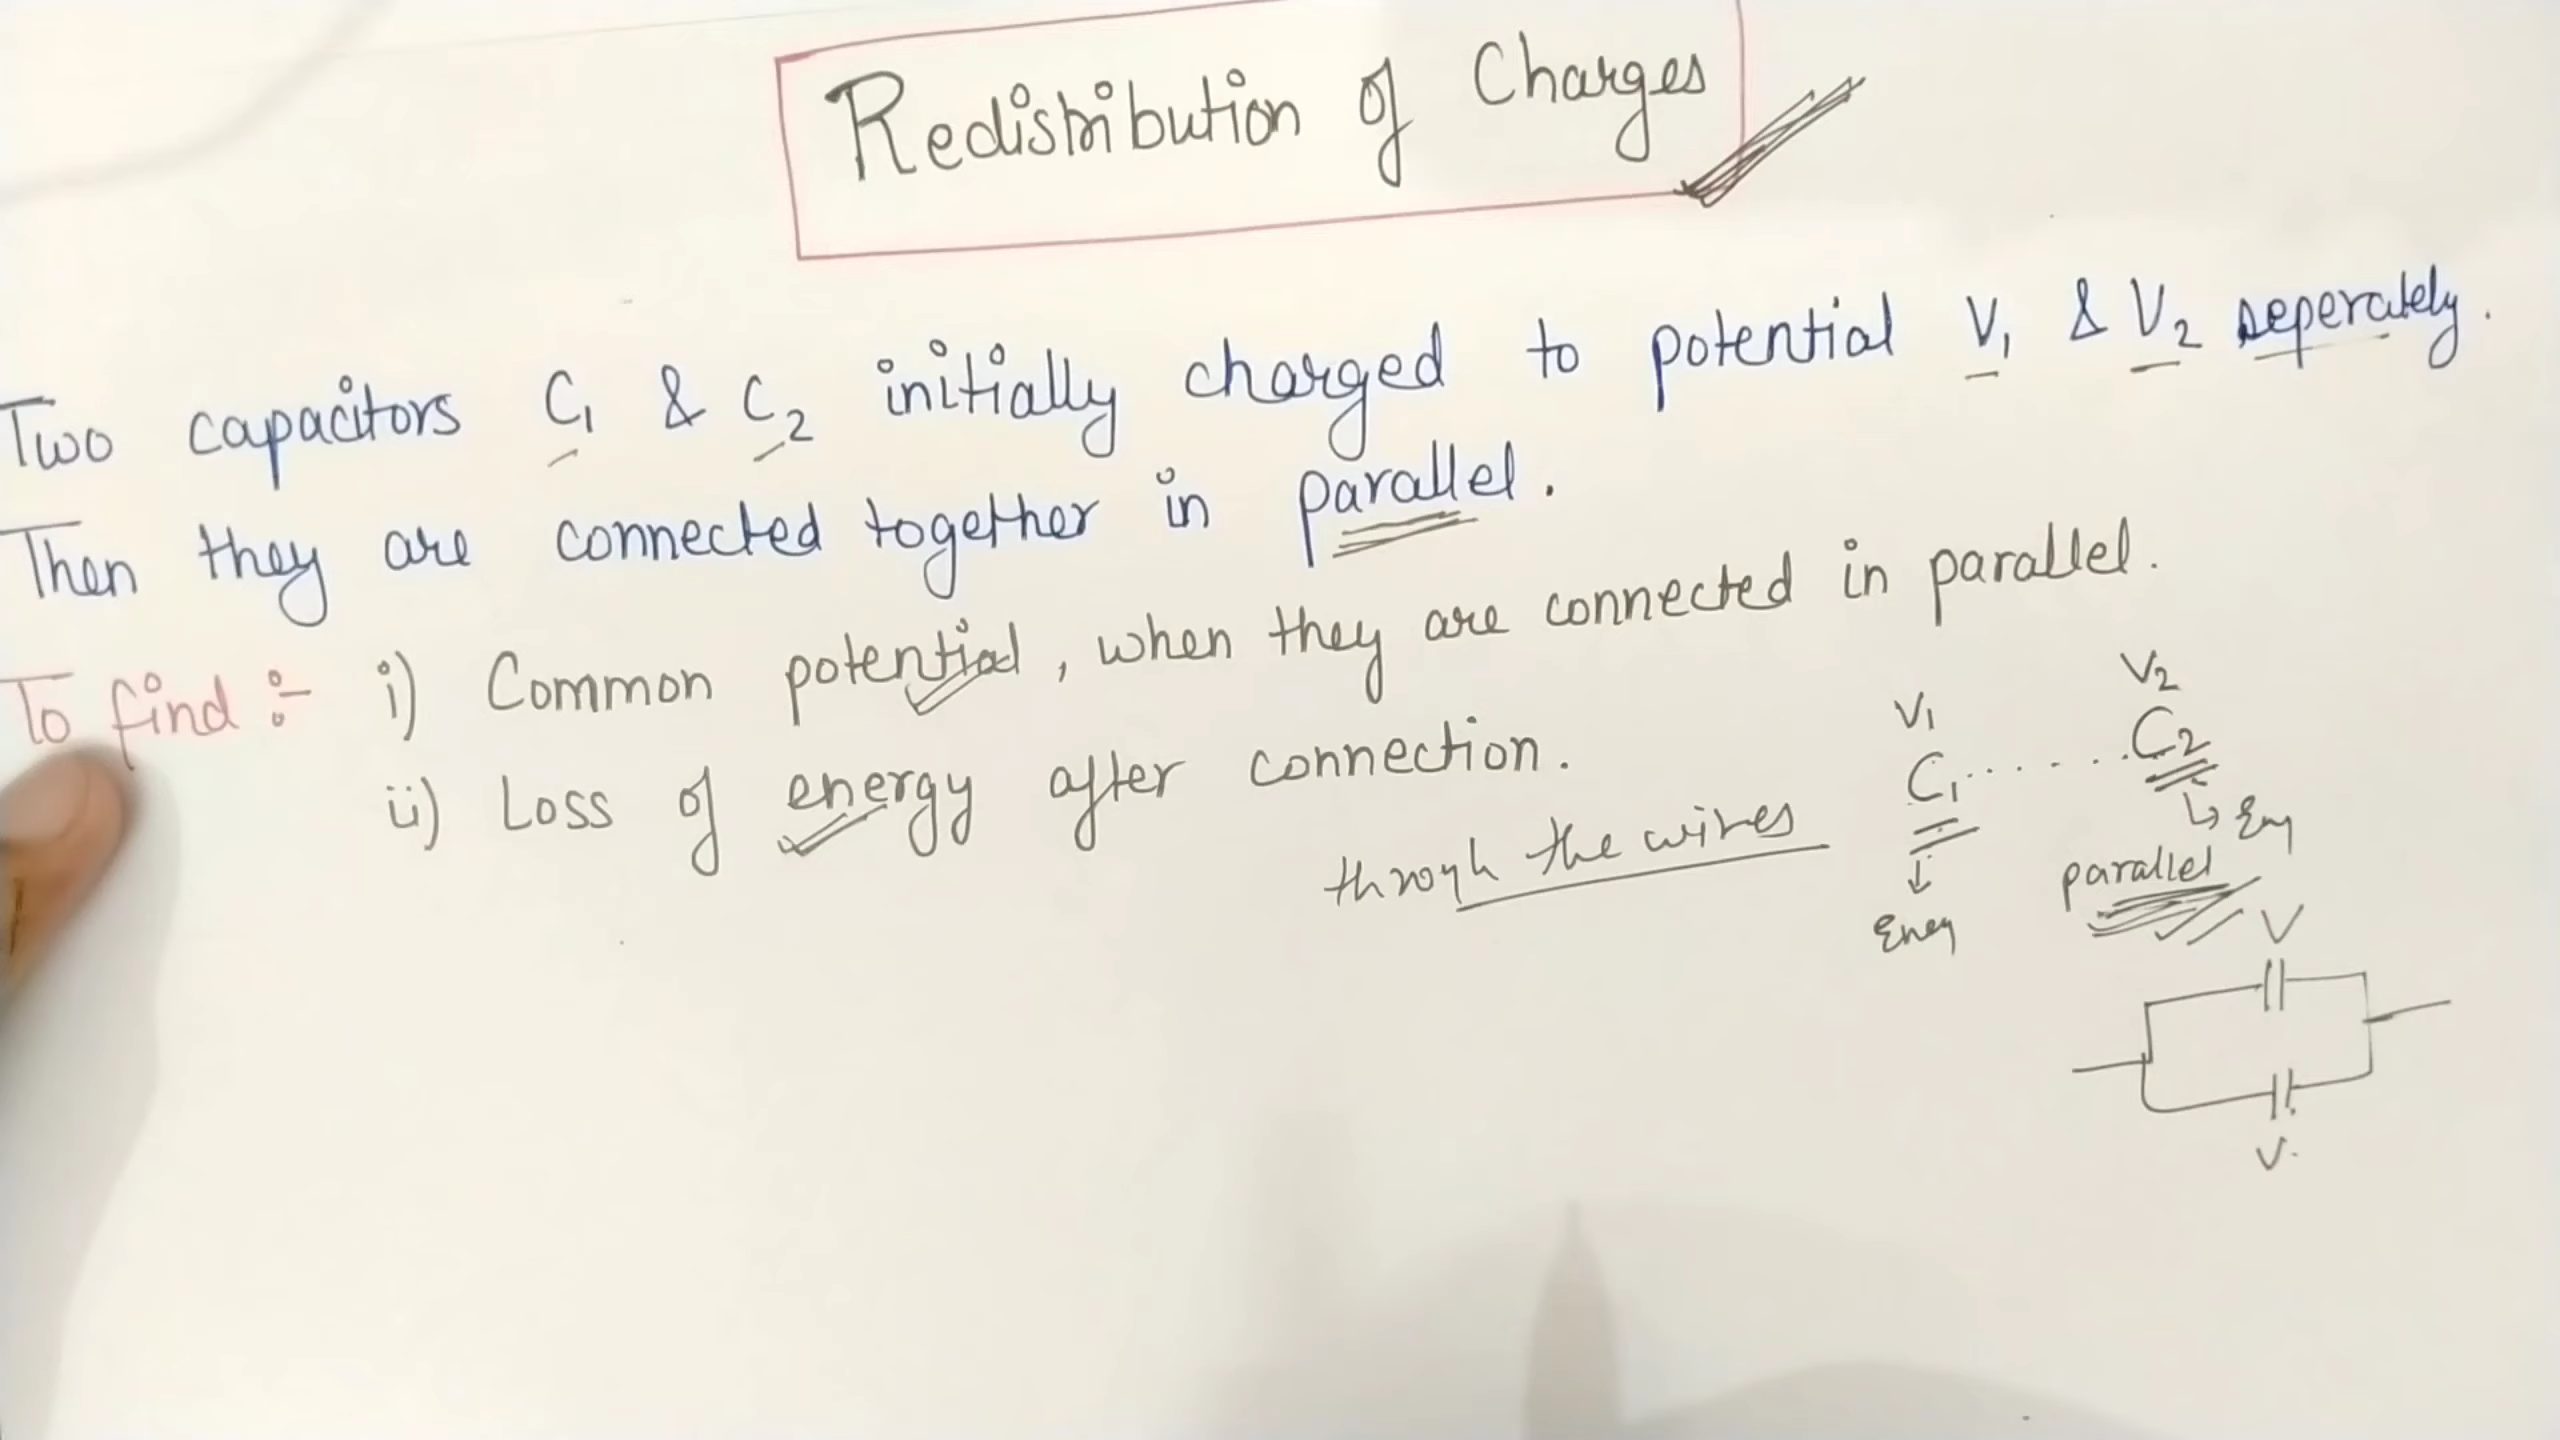 Redistribution of Charges
Two capacitors C₁ & C₂ initially charged to potential V₁ & V₂ seperately.
Then they are connected together in parallel.
To find :- i) Common potential, when they are connected in parallel.
ii) Loss of energy after connection.
through the wires
V₁ V₂
C₁ ...... C₂
parallel
V
V.